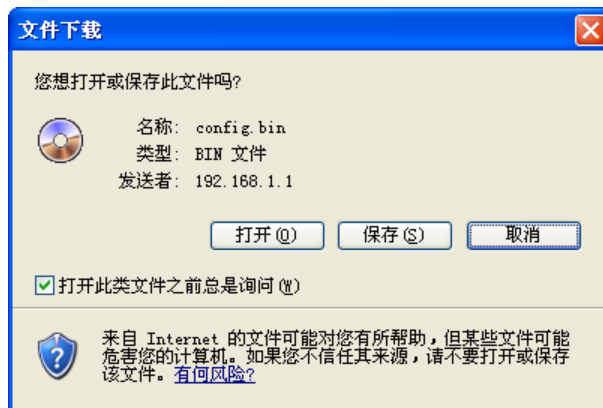 文件下载
您想打开或保存此文件吗?
名称: config.bin
类型: BIN 文件
发送者: 192.168.1.1
打开(O) 保存(S) 取消
打开此类文件之前总是询问(W)
来自 Internet 的文件可能对您有所帮助，但某些文件可能
危害您的计算机。如果您不信任其来源，请不要打开或保存
该文件。有何风险?